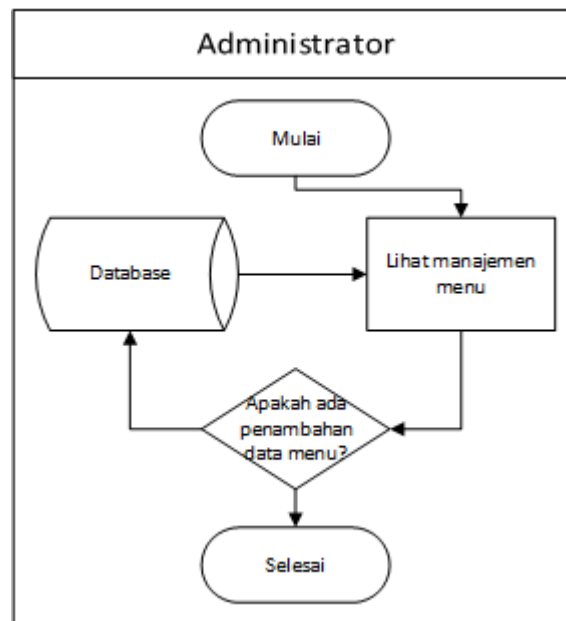 Administrator
Mulai
Database
Lihat manajemen
menu
Apakah ada
penambahan
data menu?
Selesai